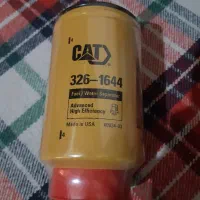 CAT
326-1644
Fuel / Water Separator
Advanced
High Efficiency
Made in USA